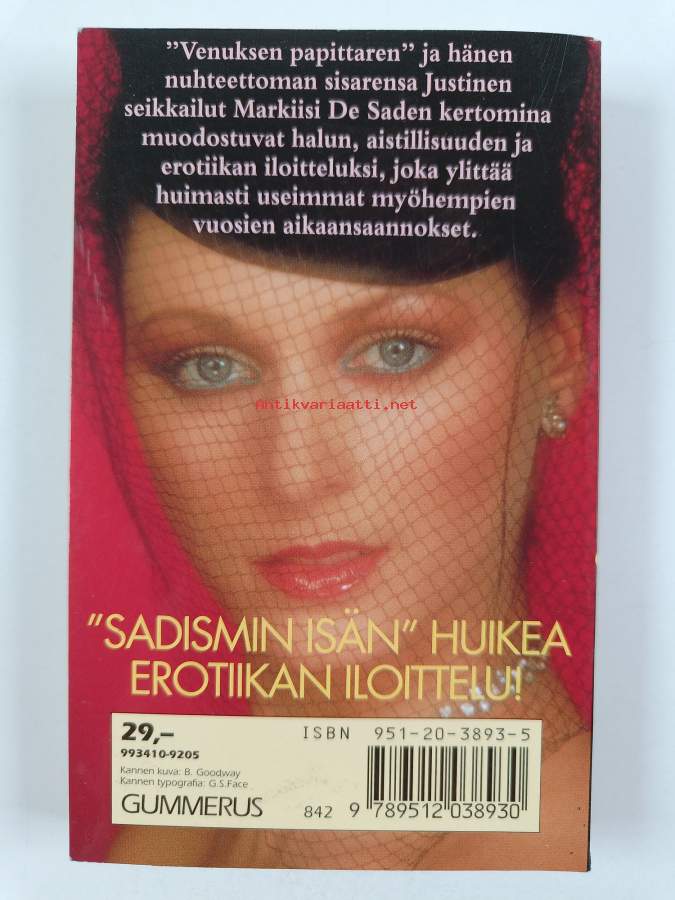 ”Venuksen papittaren” ja hänen
nuhteettoman sisarensa Justinen
seikkailut Markiisi De Saden kertomina
muodostuvat halun, aistillisuuden ja
erotiikan iloitteluksi, joka ylittää
huimasti useimmat myöhempien
vuosien aikaansaannokset.
Antikvariaatti.net
”SADISMIN ISÄN” HUIKEA
EROTIIKAN ILOITTELU!
29,–
993410-9205
Kannen kuva: B. Goodway
Kannen typografia: G.S.Face
GUMMERUS
ISBN 951-20-3893-5
842
9 789512 038930